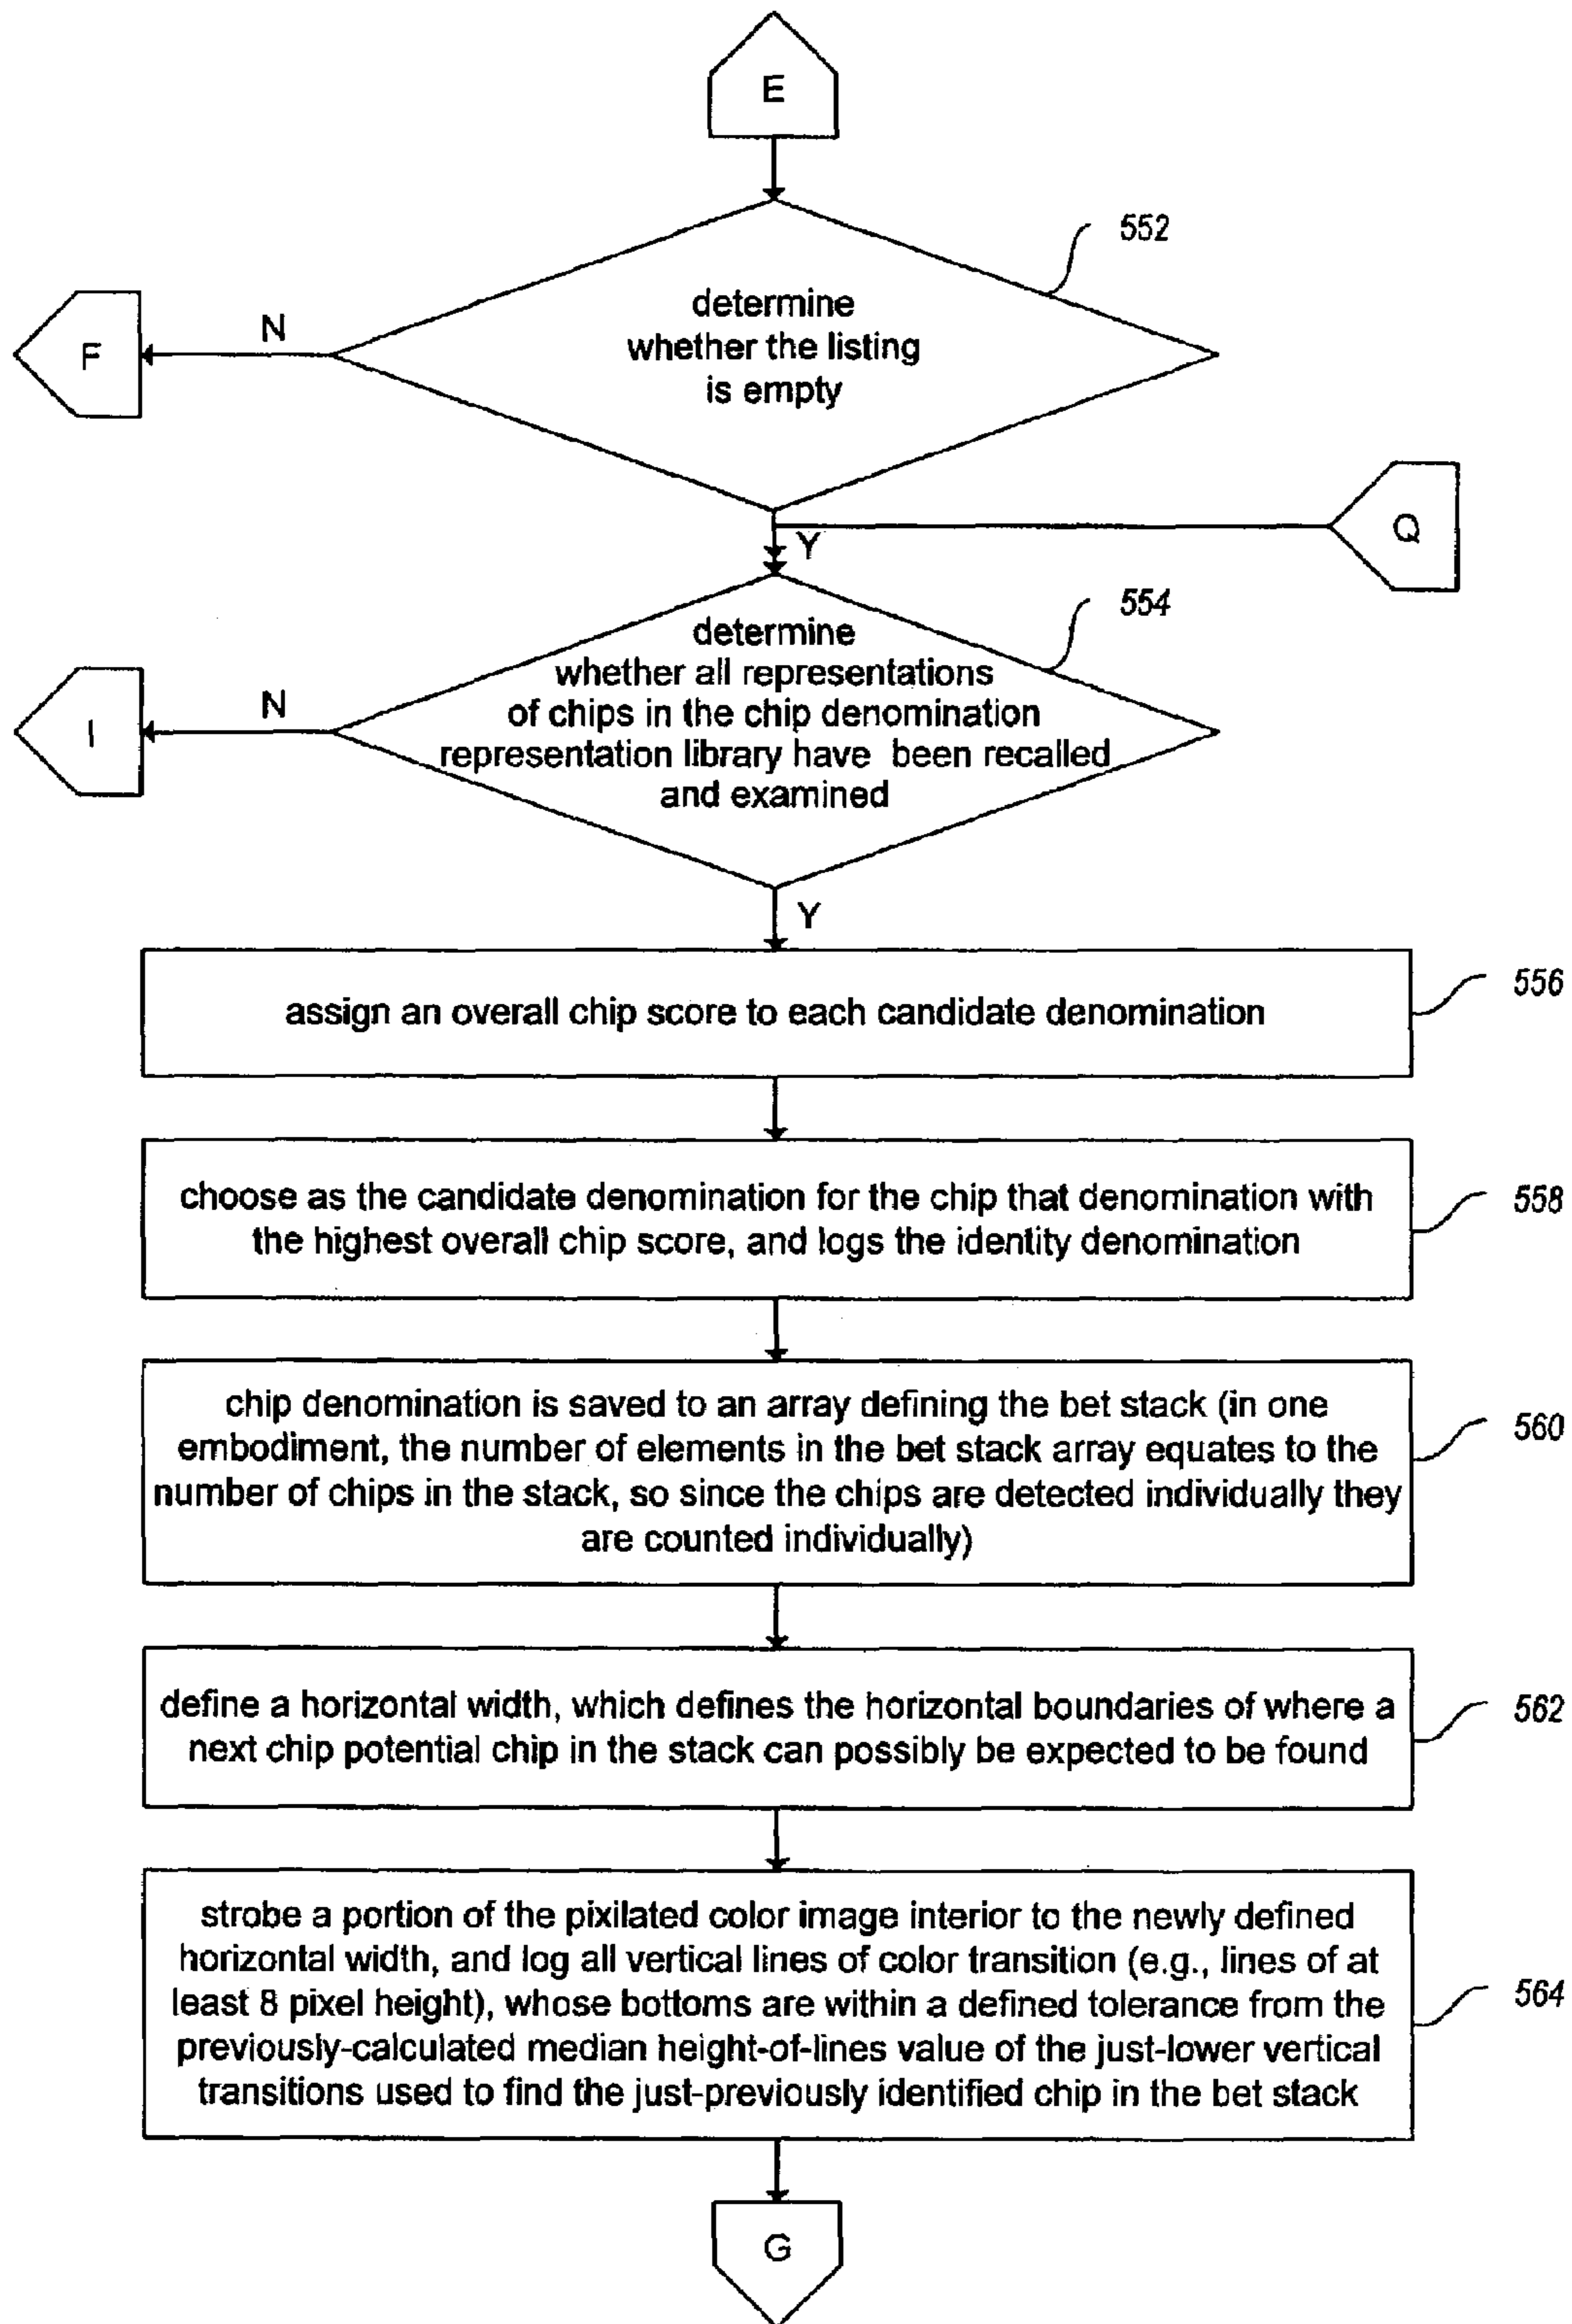 E
552
determine
whether the listing
is empty
N
F
Q
Y
554
determine
whether all representations
of chips in the chip denomination
representation library have been recalled
and examined
N
I
Y
556
assign an overall chip score to each candidate denomination
558
choose as the candidate denomination for the chip that denomination with
the highest overall chip score, and logs the identity denomination
560
chip denomination is saved to an array defining the bet stack (in one
embodiment, the number of elements in the bet stack array equates to the
number of chips in the stack, so since the chips are detected individually they
are counted individually)
562
define a horizontal width, which defines the horizontal boundaries of where a
next chip potential chip in the stack can possibly be expected to be found
564
strobe a portion of the pixilated color image interior to the newly defined
horizontal width, and log all vertical lines of color transition (e.g., lines of at
least 8 pixel height), whose bottoms are within a defined tolerance from the
previously-calculated median height-of-lines value of the just-lower vertical
transitions used to find the just-previously identified chip in the bet stack
G